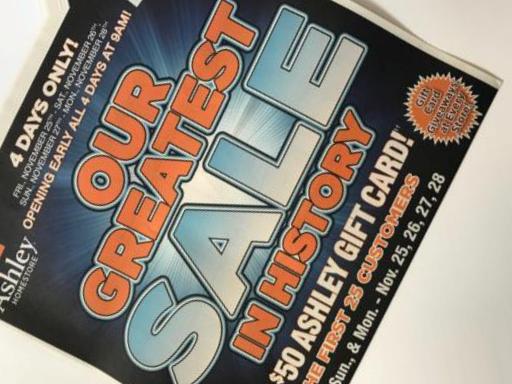 4 DAYS ONLY!
FRI., NOVEMBER 25TH - SAT., NOVEMBER 26TH,
SUN., NOVEMBER 27TH - MON., NOVEMBER 28TH
OPENING EARLY ALL 4 DAYS AT 9AM!
Ashley
HOMESTORE
OUR
GREATEST
SALE
IN HISTORY
Gift
Card
Giveaways
at Every
Store!
$50 ASHLEY GIFT CARD!
HE FIRST 25 CUSTOMERS
Sun., & Mon. - Nov. 25, 26, 27, 28